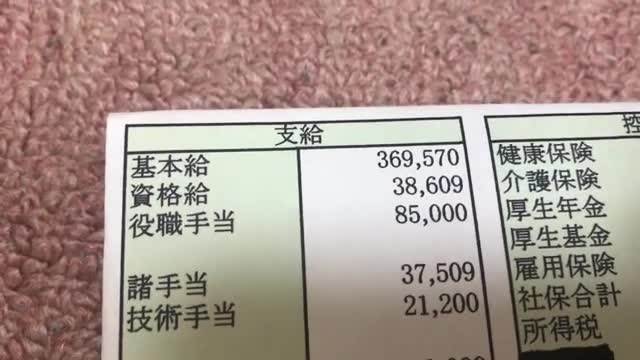 支給
基本給 369,570
資格給 38,609
役職手当 85,000
諸手当 37,509
技術手当 21,200
控
健康保険
介護保険
厚生年金
厚生基金
雇用保険
社保合計
所得税